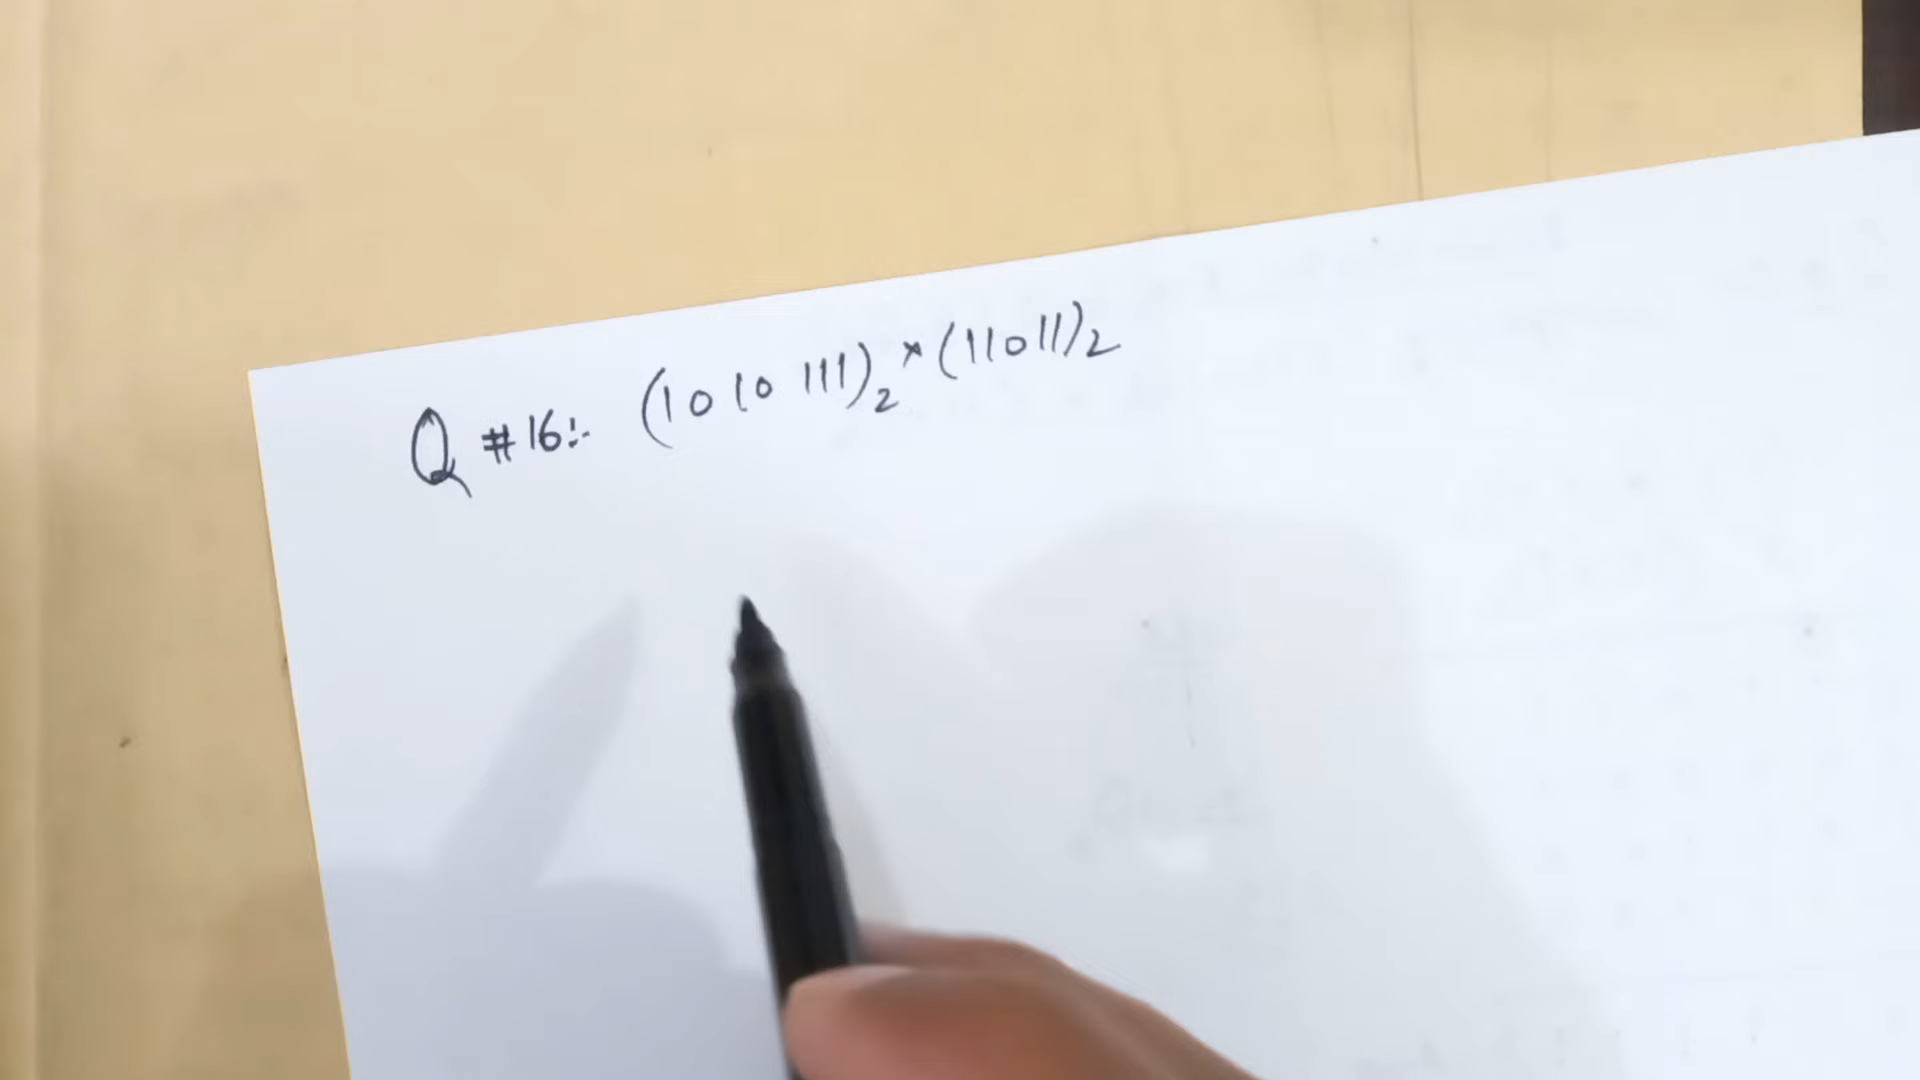 Q #16:- (1010111)₂ × (11011)₂